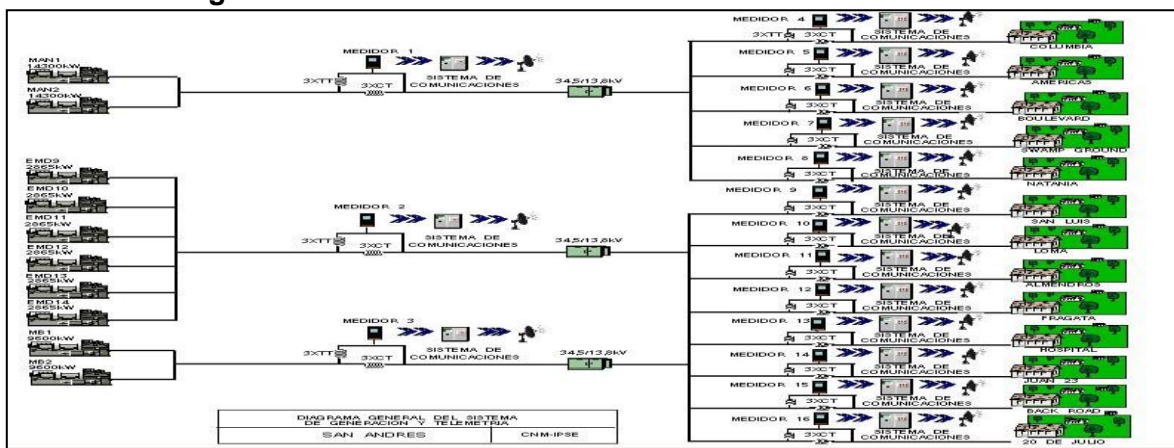 MAN1
14300kW
MAN2
14300kW
EMD9
2865kW
EMD10
2865kW
EMD11
2865kW
EMD12
2865kW
EMD13
2865kW
EMD14
2865kW
MB1
9600kW
MB2
9600kW
MEDIDOR 1
3XTT
3XCT
SISTEMA DE
COMUNICACIONES
34,5/13,8kV
MEDIDOR 2
3XTT
3XCT
SISTEMA DE
COMUNICACIONES
34,5/13,8kV
MEDIDOR 3
3XTT
3XCT
SISTEMA DE
COMUNICACIONES
34,5/13,8kV
MEDIDOR 4
3XTT
3XCT
SISTEMA DE
COMUNICACIONES
COLUMBIA
MEDIDOR 5
3XCT
SISTEMA DE
COMUNICACIONES
AMERICAS
MEDIDOR 6
3XCT
SISTEMA DE
COMUNICACIONES
BOULEVARD
MEDIDOR 7
3XCT
SISTEMA DE
COMUNICACIONES
SWAMP GROUND
MEDIDOR 8
3XCT
SISTEMA DE
COMUNICACIONES
NATANIA
MEDIDOR 9
3XCT
SISTEMA DE
COMUNICACIONES
SAN LUIS
MEDIDOR 10
3XCT
SISTEMA DE
COMUNICACIONES
LOMA
MEDIDOR 11
3XCT
SISTEMA DE
COMUNICACIONES
ALMENDROS
MEDIDOR 12
3XCT
SISTEMA DE
COMUNICACIONES
FRAGATA
MEDIDOR 13
3XCT
SISTEMA DE
COMUNICACIONES
HOSPITAL
MEDIDOR 14
3XCT
SISTEMA DE
COMUNICACIONES
JUAN 23
MEDIDOR 15
3XCT
SISTEMA DE
COMUNICACIONES
BACK ROAD
MEDIDOR 16
3XCT
SISTEMA DE
COMUNICACIONES
20 DE JULIO
DIAGRAMA GENERAL DEL SISTEMA
DE GENERACION Y TELEMETRIA
SAN ANDRES
CNM-IPSE